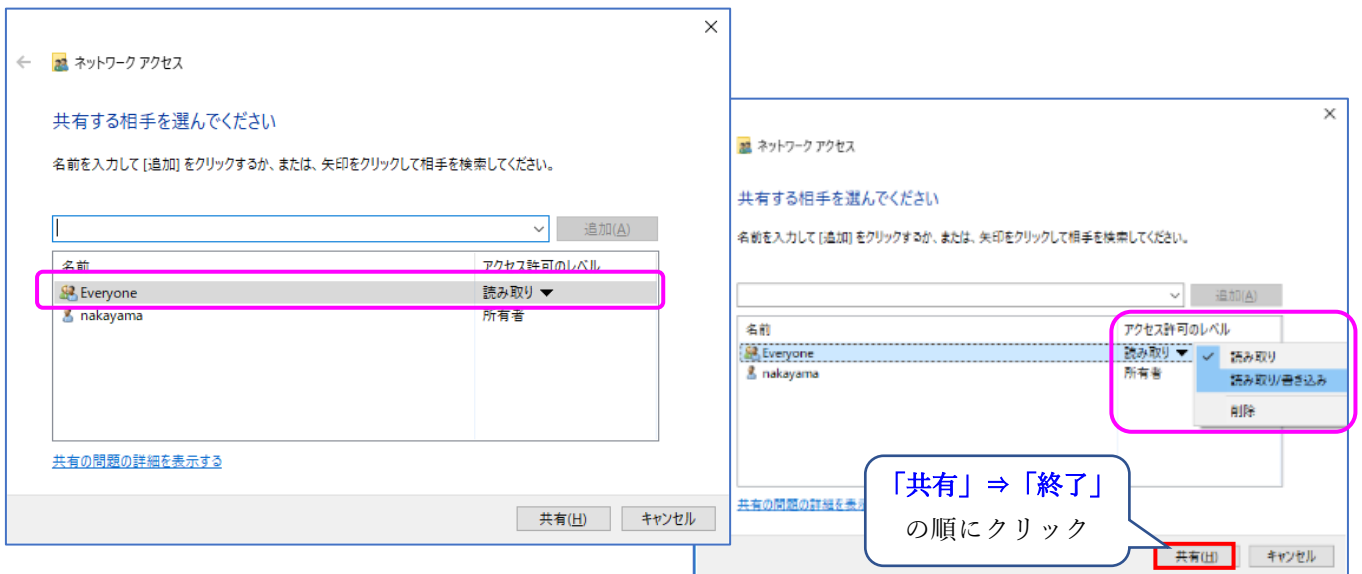 ネットワーク アクセス
共有する相手を選んでください
名前を入力して [追加] をクリックするか、または、矢印をクリックして相手を検索してください。
追加(A)
名前 アクセス許可のレベル
Everyone 読み取り
nakayama 所有者
共有の問題の詳細を表示する
共有(H) キャンセル
ネットワーク アクセス
共有する相手を選んでください
名前を入力して [追加] をクリックするか、または、矢印をクリックして相手を検索してください。
追加(A)
名前 アクセス許可のレベル
Everyone 読み取り 読み取り
nakayama 所有者 読み取り/書き込み
削除
共有の問題の詳細を表
「共有」⇒「終了」
の順にクリック
共有(H) キャンセル